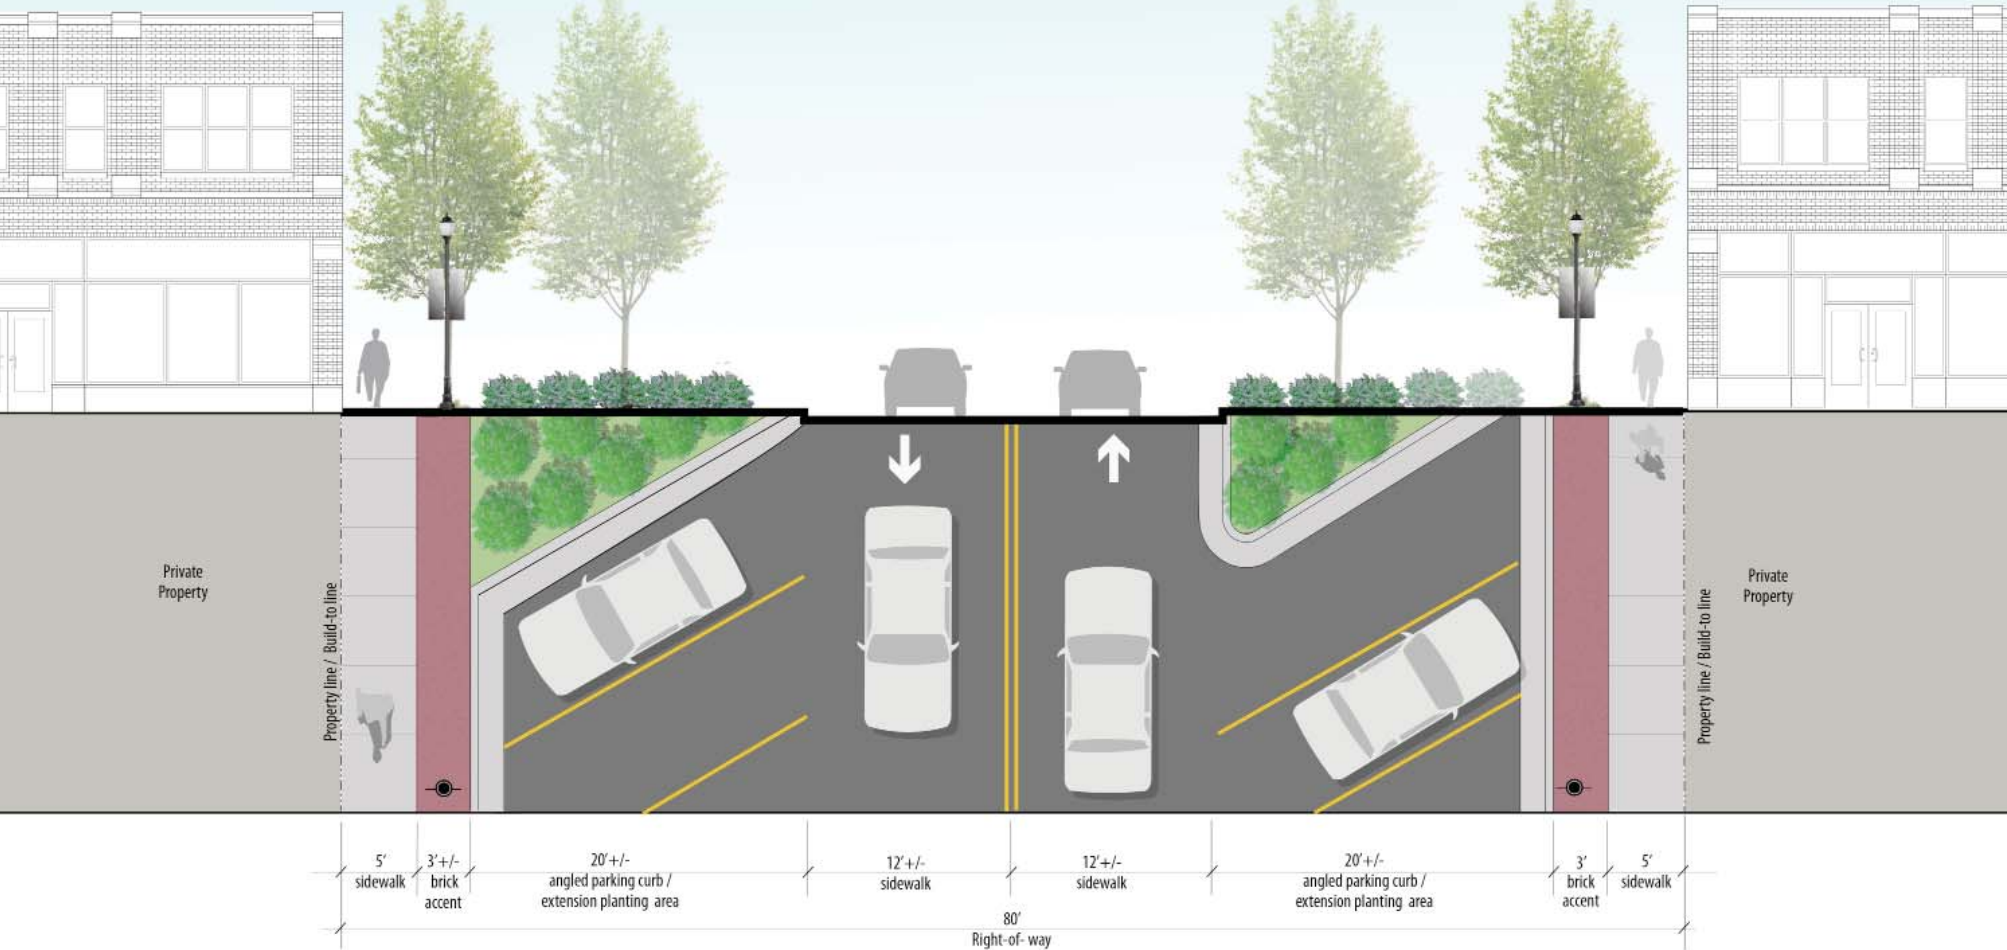 Private
Property
Property line / Build-to line
Property line / Build-to line
Private
Property
5'
sidewalk
3'+/-
brick
accent
20'+/-
angled parking curb /
extension planting area
12'+/-
sidewalk
12'+/-
sidewalk
20'+/-
angled parking curb /
extension planting area
3'
brick
accent
5'
sidewalk
80'
Right-of- way